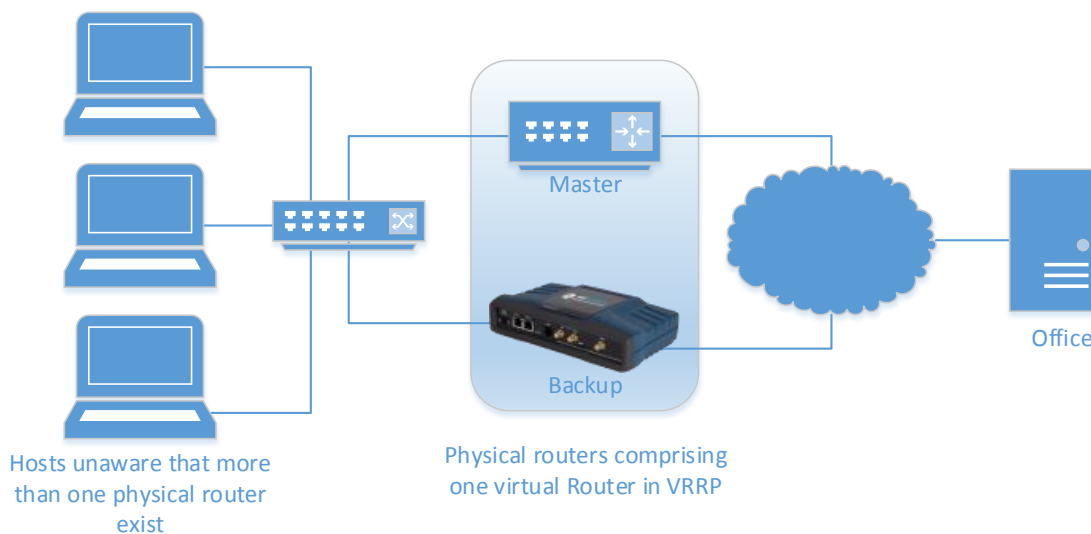 Master
Backup
Office
Hosts unaware that more
than one physical router
exist
Physical routers comprising
one virtual Router in VRRP